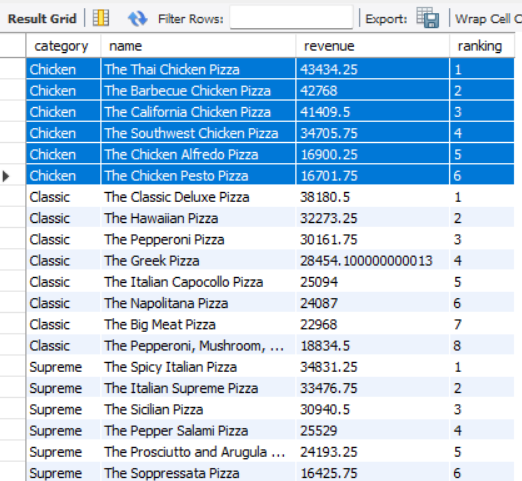 Result Grid Filter Rows: Export: Wrap Cell C
category name revenue ranking
Chicken The Thai Chicken Pizza 43434.25 1
Chicken The Barbecue Chicken Pizza 42768 2
Chicken The California Chicken Pizza 41409.5 3
Chicken The Southwest Chicken Pizza 34705.75 4
Chicken The Chicken Alfredo Pizza 16900.25 5
Chicken The Chicken Pesto Pizza 16701.75 6
Classic The Classic Deluxe Pizza 38180.5 1
Classic The Hawaiian Pizza 32273.25 2
Classic The Pepperoni Pizza 30161.75 3
Classic The Greek Pizza 28454.100000000013 4
Classic The Italian Capocollo Pizza 25094 5
Classic The Napolitana Pizza 24087 6
Classic The Big Meat Pizza 22968 7
Classic The Pepperoni, Mushroom, ... 18834.5 8
Supreme The Spicy Italian Pizza 34831.25 1
Supreme The Italian Supreme Pizza 33476.75 2
Supreme The Sicilian Pizza 30940.5 3
Supreme The Pepper Salami Pizza 25529 4
Supreme The Prosciutto and Arugula ... 24193.25 5
Supreme The Soppressata Pizza 16425.75 6